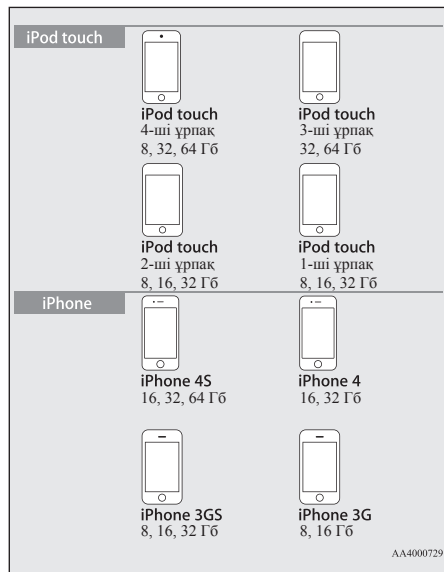 iPod touch
iPod touch
4-ші ұрпақ
8, 32, 64 Гб
iPod touch
3-ші ұрпақ
32, 64 Гб
iPod touch
2-ші ұрпақ
8, 16, 32 Гб
iPod touch
1-ші ұрпақ
8, 16, 32 Гб
iPhone
iPhone 4S
16, 32, 64 Гб
iPhone 4
16, 32 Гб
iPhone 3GS
8, 16, 32 Гб
iPhone 3G
8, 16 Гб
AA4000729